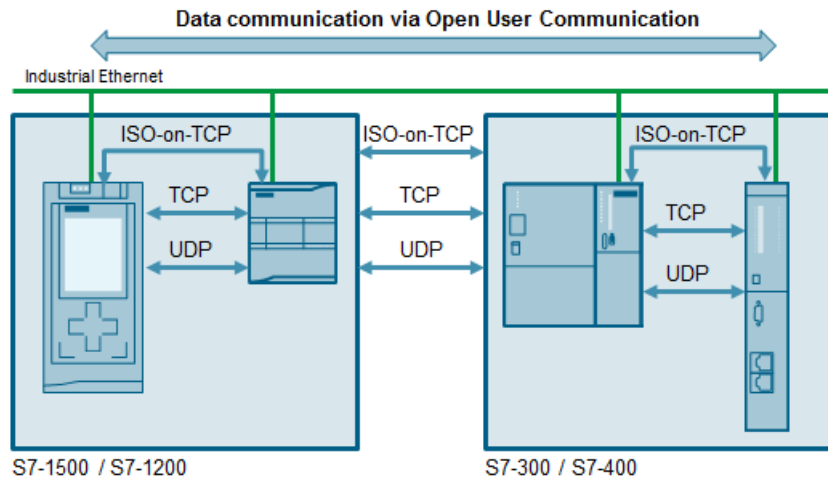 Data communication via Open User Communication
Industrial Ethernet
ISO-on-TCP
ISO-on-TCP
ISO-on-TCP
TCP
TCP
TCP
UDP
UDP
UDP
S7-1500 / S7-1200
S7-300 / S7-400